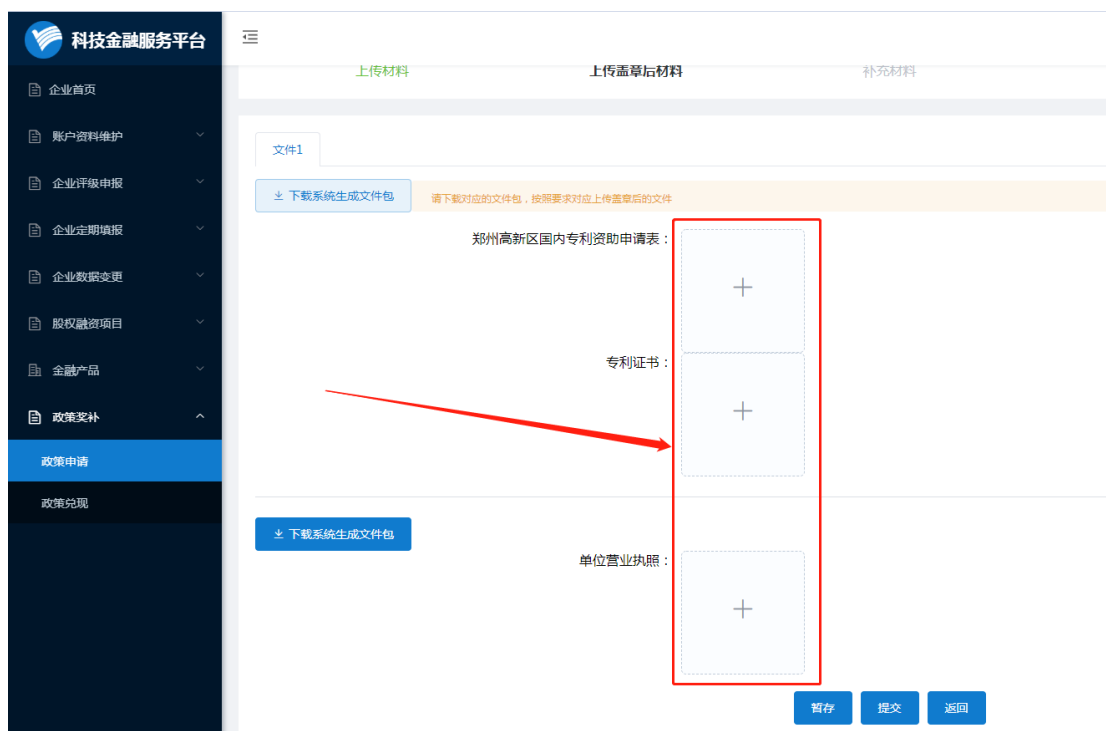 科技金融服务平台
上传材料
上传盖章后材料
补充材料
企业首页
账户资料维护
文件1
企业评级申报
下载系统生成文件包
请下载对应的文件包，按照要求对应上传盖章后的文件
企业定期填报
郑州高新区国内专利资助申请表：
企业数据变更
股权融资项目
专利证书：
金融产品
政策奖补
政策申请
政策兑现
下载系统生成文件包
单位营业执照：
暂存
提交
返回